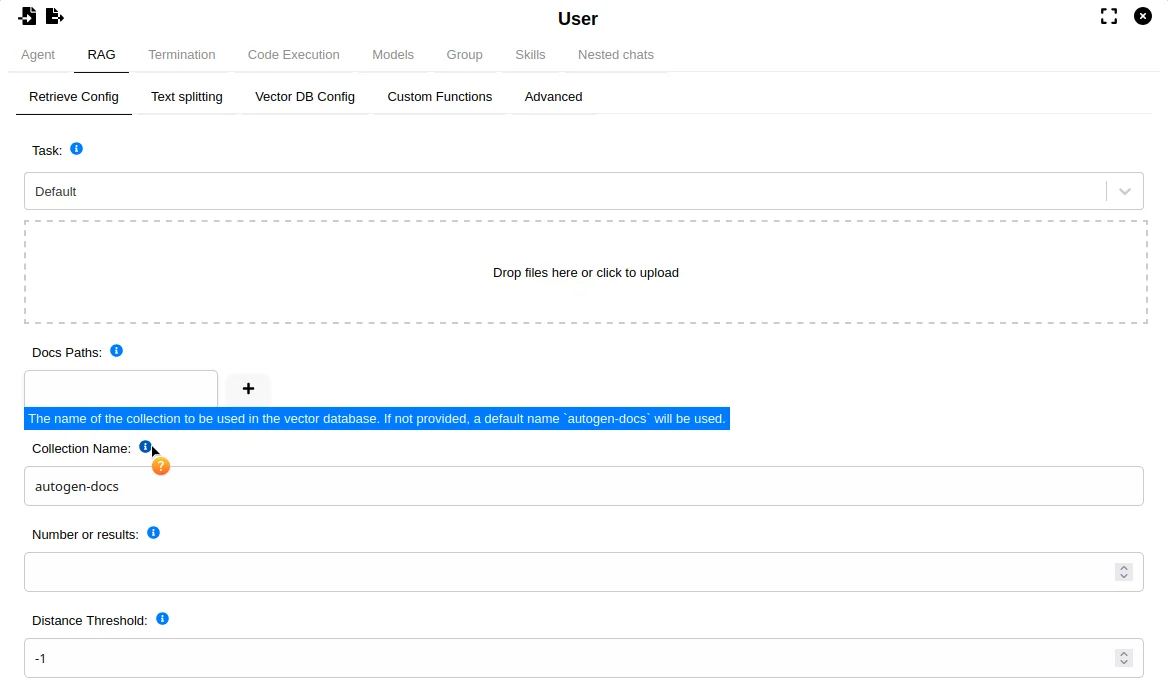 User
Agent RAG Termination Code Execution Models Group Skills Nested chats
Retrieve Config Text splitting Vector DB Config Custom Functions Advanced
Task:
Default
Drop files here or click to upload
Docs Paths:
+
The name of the collection to be used in the vector database. If not provided, a default name `autogen-docs` will be used.
Collection Name:
?
autogen-docs
Number or results:
Distance Threshold:
-1